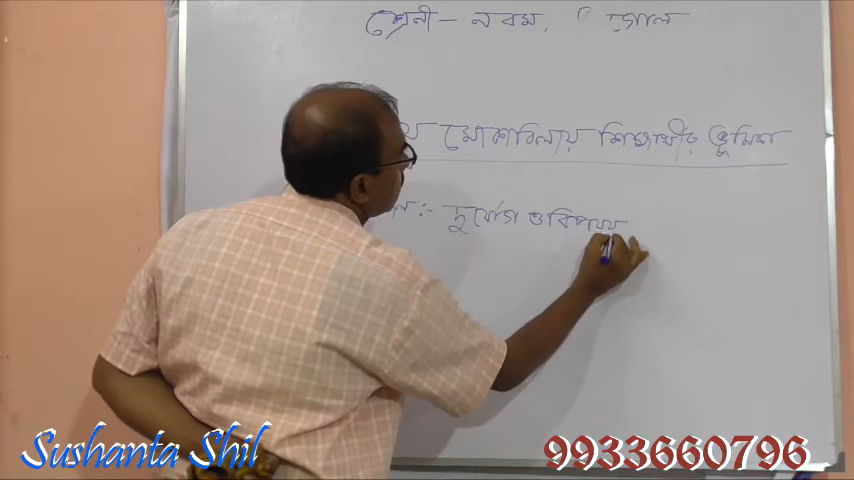 শ্রেনী - নবম,
মোকাবিলায় শিক্ষার্থীর ভূমিকা
:- দুর্যোগ ও বিপর্যয়
Sushanta Shil
9933660796